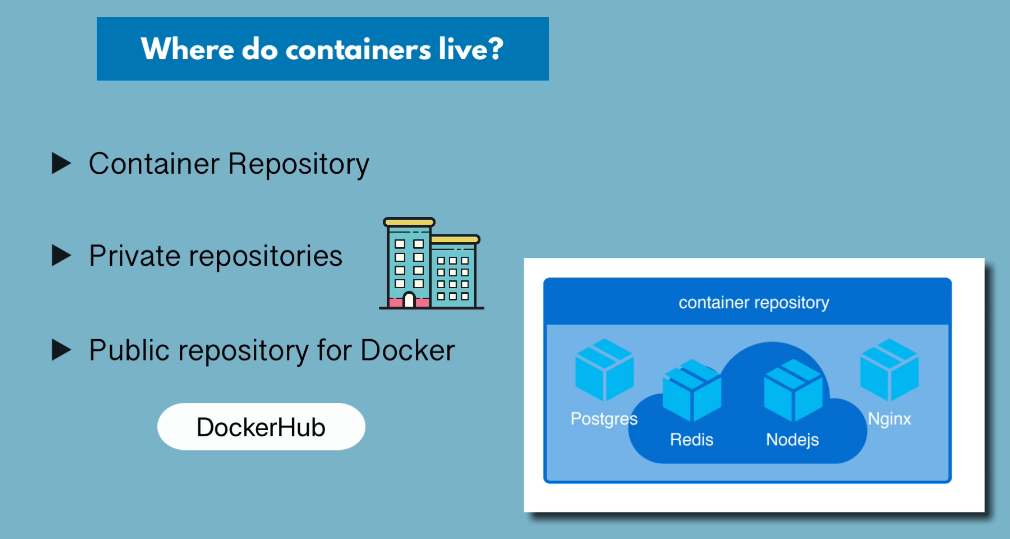 Where do containers live?
Container Repository
Private repositories
Public repository for Docker
DockerHub
container repository
Postgres
Redis
Nodejs
Nginx